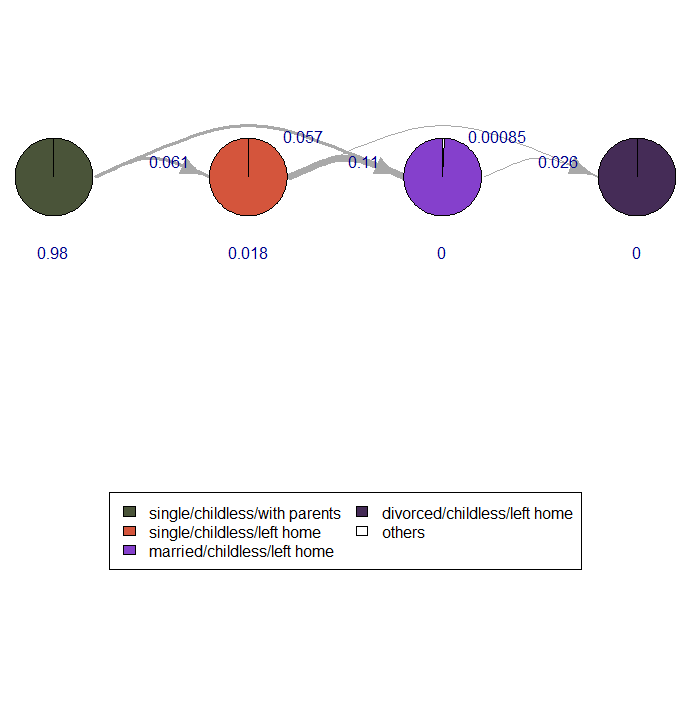 0.057 0.00085
0.061 0.11 0.026
0.98 0.018 0 0
single/childless/with parents
single/childless/left home
married/childless/left home
divorced/childless/left home
others